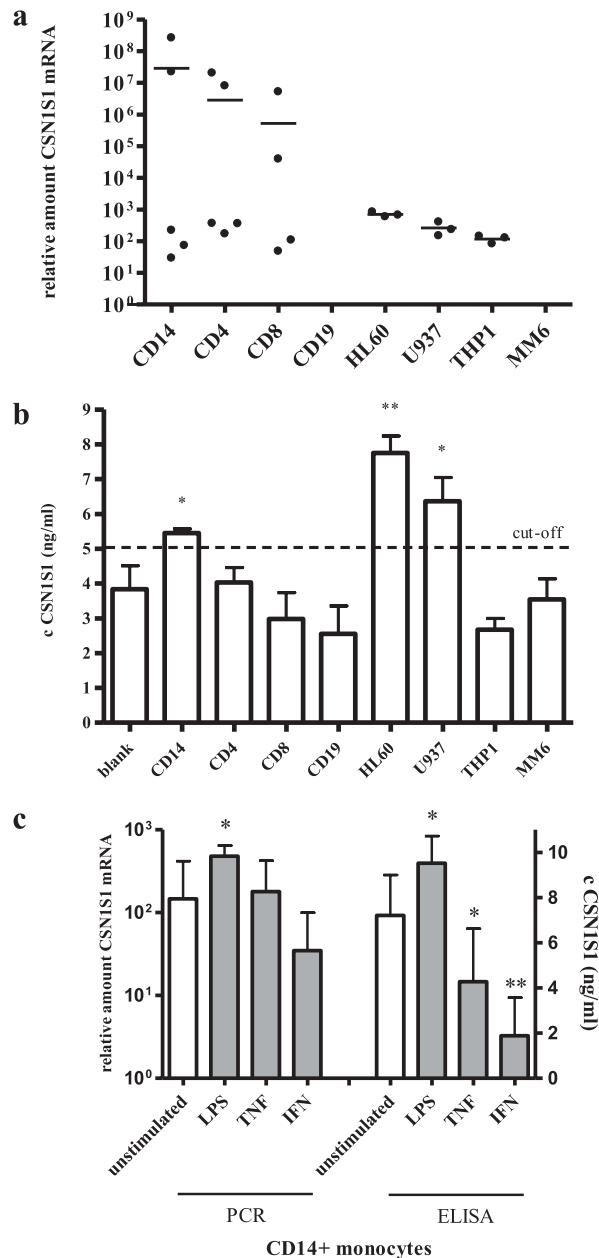 a
relative amount CSN1S1 mRNA
10⁹
10⁸
10⁷
10⁶
10⁵
10⁴
10³
10²
10¹
10⁰
CD14 CD4 CD8 CD19 HL60 U937 THP1 MM6
b
c CSN1S1 (ng/ml)
9
8
7
6
5
4
3
2
1
0
* ** *
cut-off
blank CD14 CD4 CD8 CD19 HL60 U937 THP1 MM6
c
relative amount CSN1S1 mRNA
10³
10²
10¹
10⁰
* * * **
10
8
6
4
2
0
c CSN1S1 (ng/ml)
unstimulated LPS TNF IFN unstimulated LPS TNF IFN
PCR ELISA
CD14+ monocytes